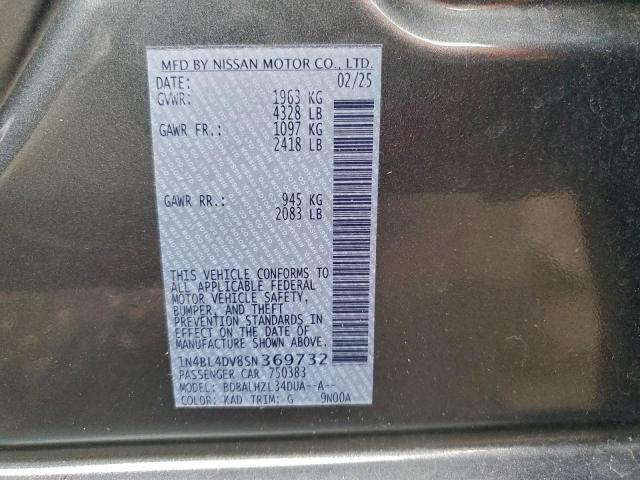 MFD BY NISSAN MOTOR CO., LTD.
DATE: 02/25
GVWR: 1963 KG
4328 LB
GAWR FR.: 1097 KG
2418 LB
GAWR RR.: 945 KG
2083 LB
THIS VEHICLE CONFORMS TO
ALL APPLICABLE FEDERAL
MOTOR VEHICLE SAFETY,
BUMPER, AND THEFT
PREVENTION STANDARDS IN
EFFECT ON THE DATE OF
MANUFACTURE SHOWN ABOVE.
1N4BL4DV8SN369732
PASSENGER CAR 750383
MODEL: BDBALHZL34DUA--A--
COLOR: KAD TRIM: G 9N00A